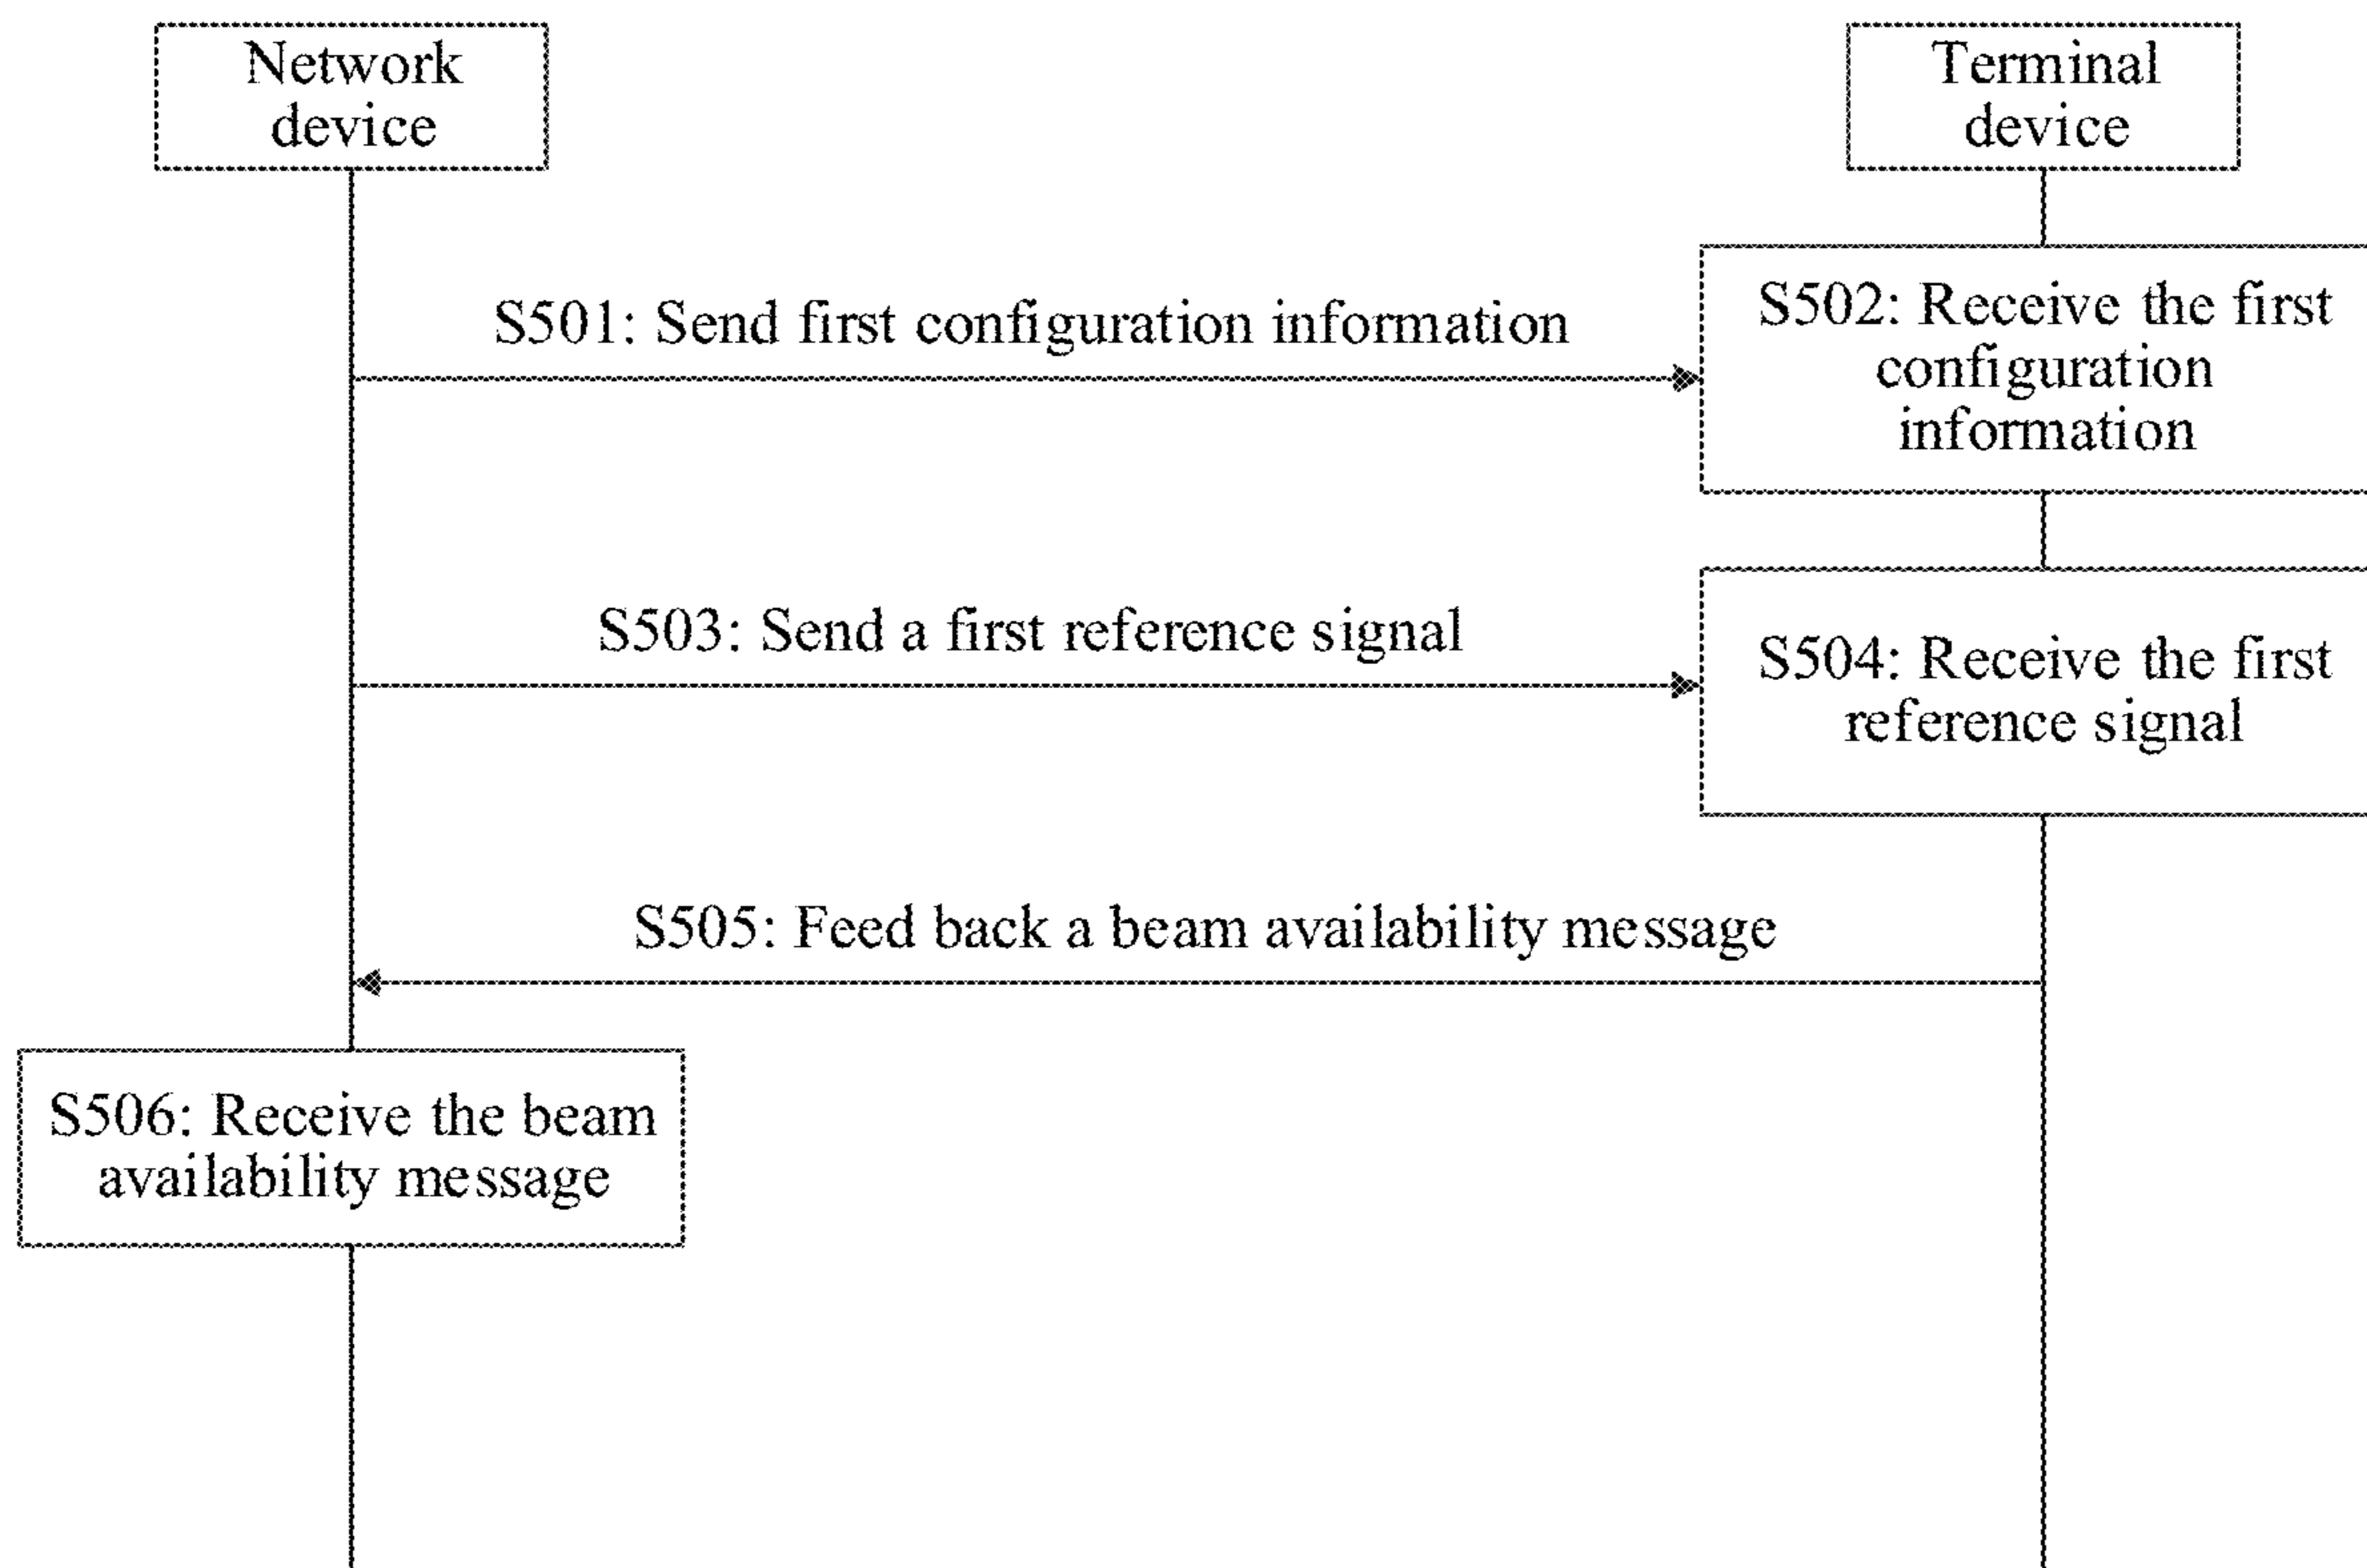 Network
device
Terminal
device
S501: Send first configuration information
S502: Receive the first
configuration
information
S503: Send a first reference signal
S504: Receive the first
reference signal
S505: Feed back a beam availability message
S506: Receive the beam
availability message